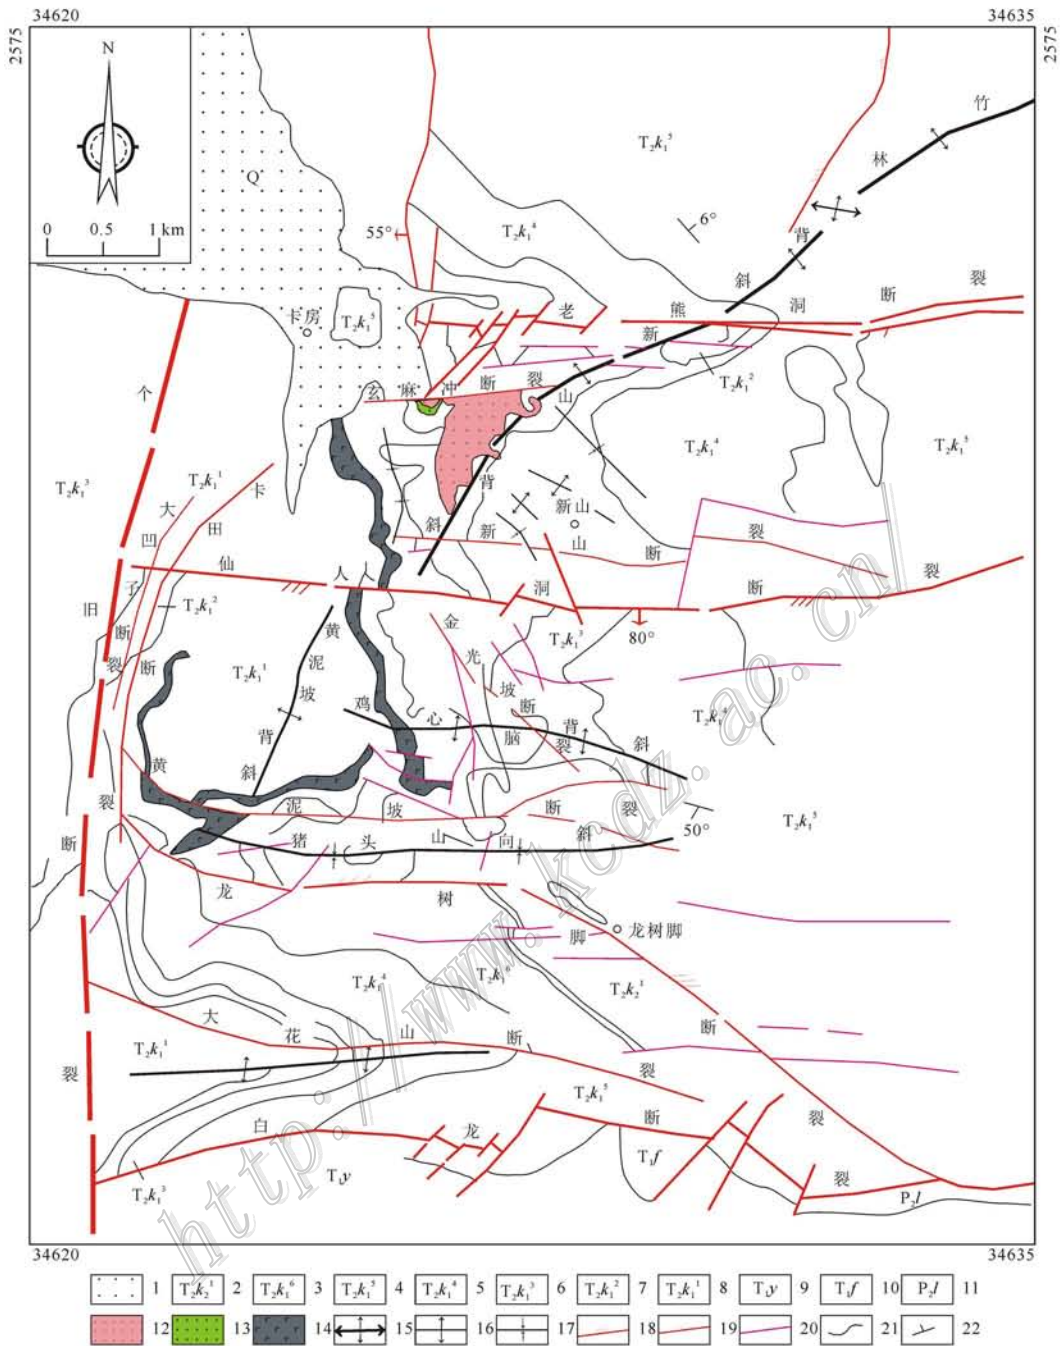 34620
34635
2575
2575
N
0 0.5 1 km
Q
T₂k₁⁵
竹
林
背
斜
6°
T₂k₁⁴
55°
卡房
T₂k₁⁵
老
熊
洞
断
裂
新
T₂k₁²
玄麻冲断裂
山
背
斜
个
旧
断
裂
T₂k₁³
T₂k₁¹
大
凹
子
断
裂
卡
田
断
T₂k₁⁴
T₂k₁⁵
新山
新
山
断
裂
仙
人
洞
断
裂
T₂k₁²
80°
T₂k₁³
金
光
坡
断
裂
T₂k₁¹
黄
泥
坡
背
斜
鸡
心
脑
背
斜
T₂k₁⁴
黄
泥
坡
断
裂
50°
T₂k₁⁵
猪
头
山
向
斜
龙
树
脚
断
裂
龙树脚
T₂k₁⁴
T₂k₁⁶
T₂k₂¹
大
花
山
断
裂
T₂k₁¹
T₂k₁⁵
白
龙
断
裂
T₂k₁³
T₁y
T₁f
P₂l
http://www.kcdz.ac.cn/
34620
34635
1 T₂k₂¹ 2 T₂k₁⁶ 3 T₂k₁⁵ 4 T₂k₁⁴ 5 T₂k₁³ 6 T₂k₁² 7 T₂k₁¹ 8 T₁y 9 T₁f 10 P₂l 11
12 13 14 15 16 17 18 19 20 21 22